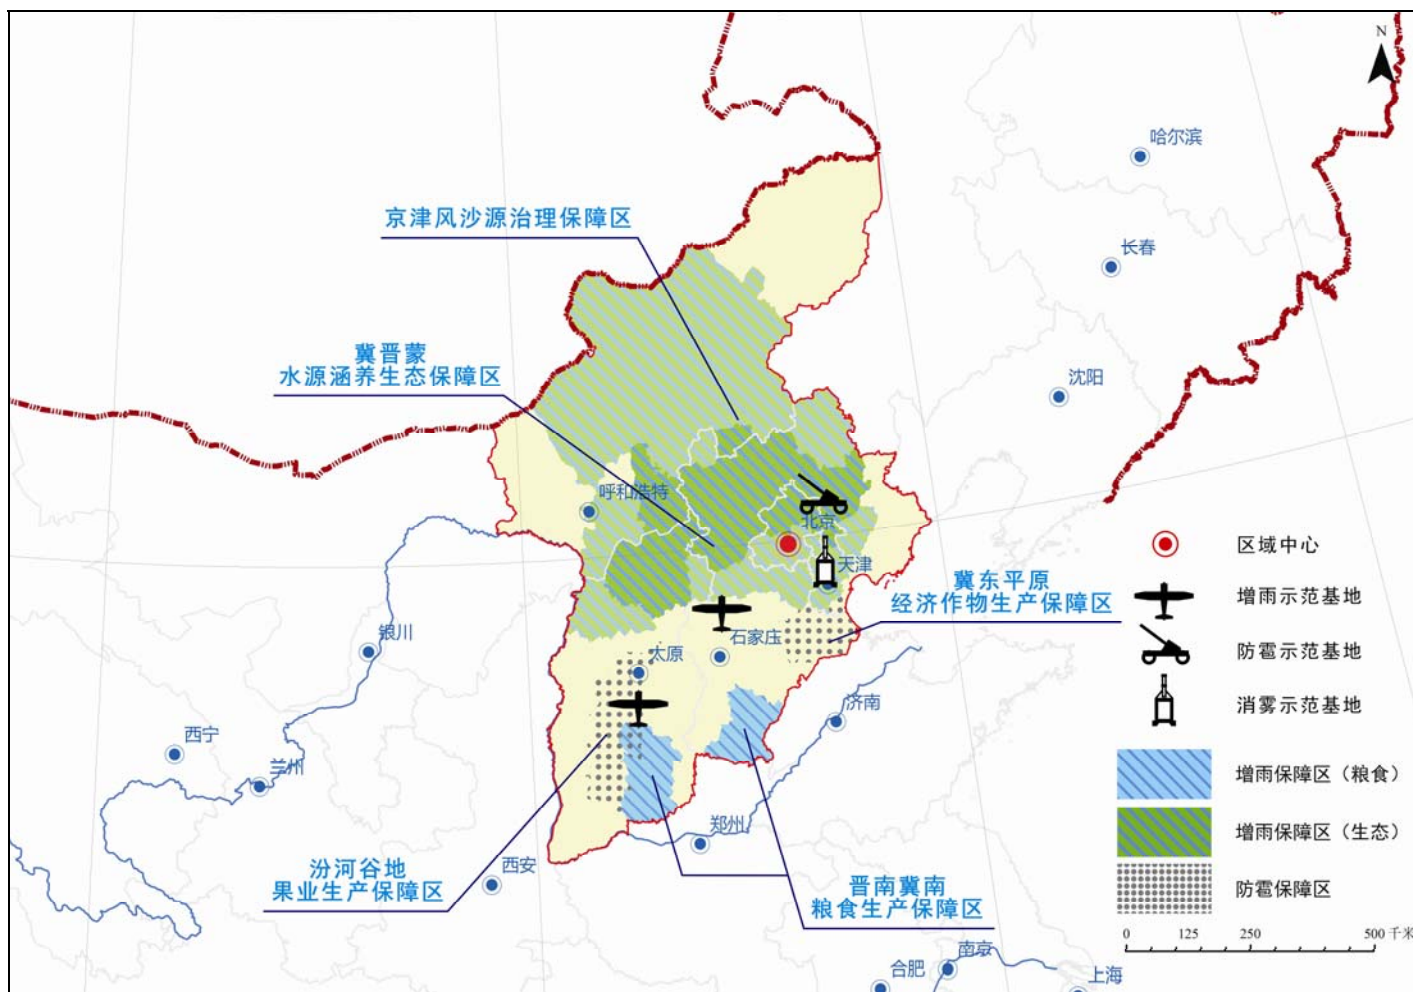 N
哈尔滨
京津风沙源治理保障区
长春
冀晋蒙
水源涵养生态保障区
沈阳
呼和浩特
北京
区域中心
天津
冀东平原
经济作物生产保障区
增雨示范基地
银川
石家庄
防雹示范基地
太原
济南
消雾示范基地
西宁
兰州
增雨保障区（粮食）
郑州
增雨保障区（生态）
西安
汾河谷地
果业生产保障区
晋南冀南
粮食生产保障区
防雹保障区
0 125 250 500 千米
南京
合肥
上海